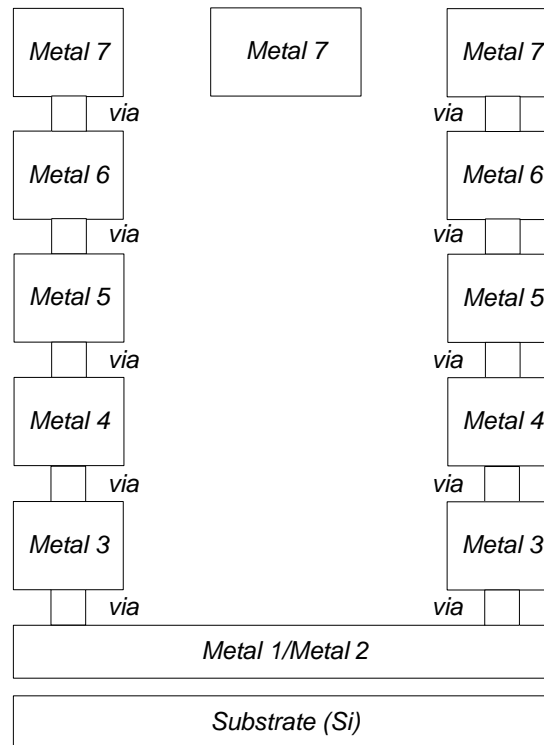 Metal 7 Metal 7 Metal 7
via via
Metal 6 Metal 6
via via
Metal 5 Metal 5
via via
Metal 4 Metal 4
via via
Metal 3 Metal 3
via via
Metal 1/Metal 2
Substrate (Si)